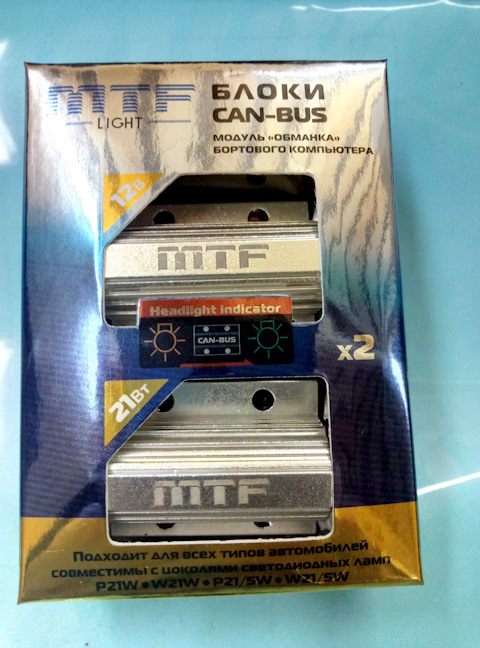 MTF
LIGHT
БЛОКИ
CAN-BUS
МОДУЛЬ «ОБМАНКА»
БОРТОВОГО КОМПЬЮТЕРА
12В
MTF
Headlight indicator
CAN-BUS
x2
21Вт
MTF
Подходит для всех типов автомобилей
совместимы с цоколями светодиодных ламп
P21W • W21W • P21/5W • W21/5W